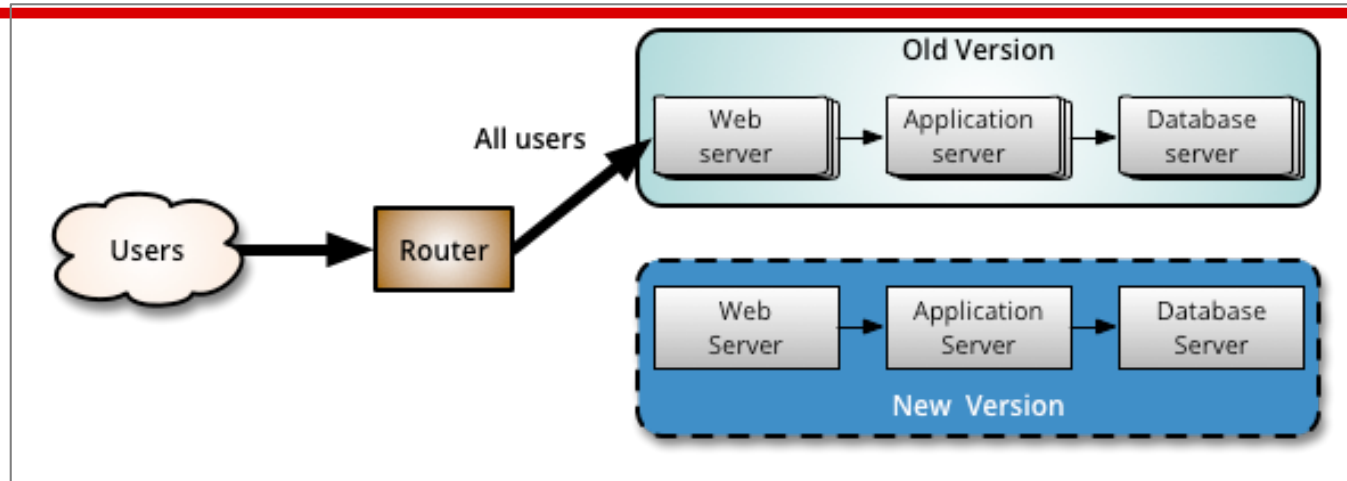 Old Version
Web
server
Application
server
Database
server
All users
Users
Router
Web
Server
Application
Server
Database
Server
New Version